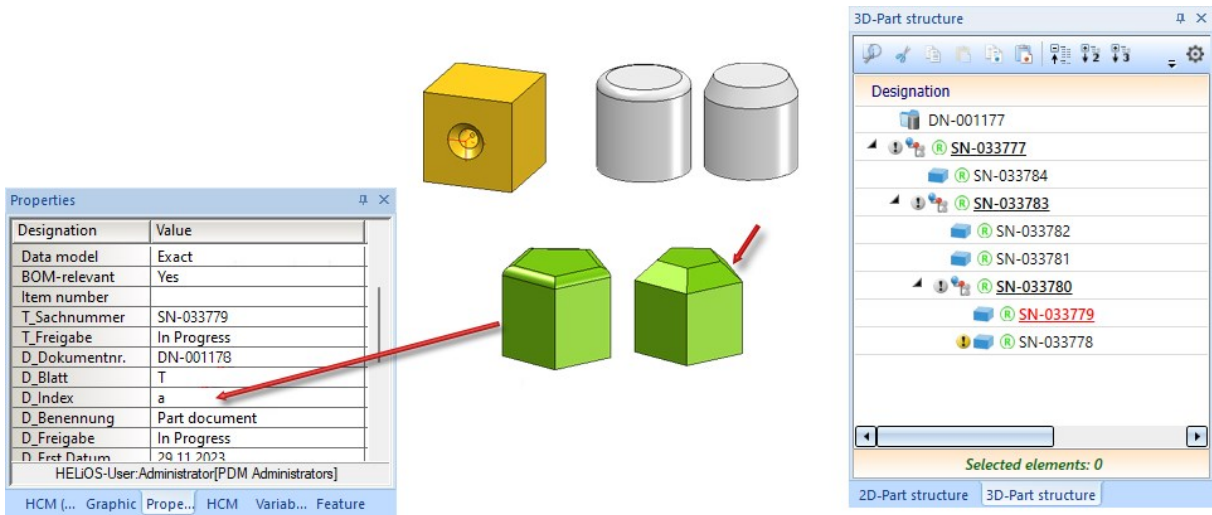 Properties
Designation Value
Data model Exact
BOM-relevant Yes
Item number
T_Sachnummer SN-033779
T_Freigabe In Progress
D_Dokumentnr. DN-001178
D_Blatt T
D_Index a
D_Benennung Part document
D_Freigabe In Progress
D_Erst Datum 29.11.2023
HELiOS-User:Administrator[PDM Administrators]
HCM (... Graphic Prope... HCM Variab... Feature
3D-Part structure
Designation
DN-001177
SN-033777
SN-033784
SN-033783
SN-033782
SN-033781
SN-033780
SN-033779
SN-033778
Selected elements: 0
2D-Part structure 3D-Part structure